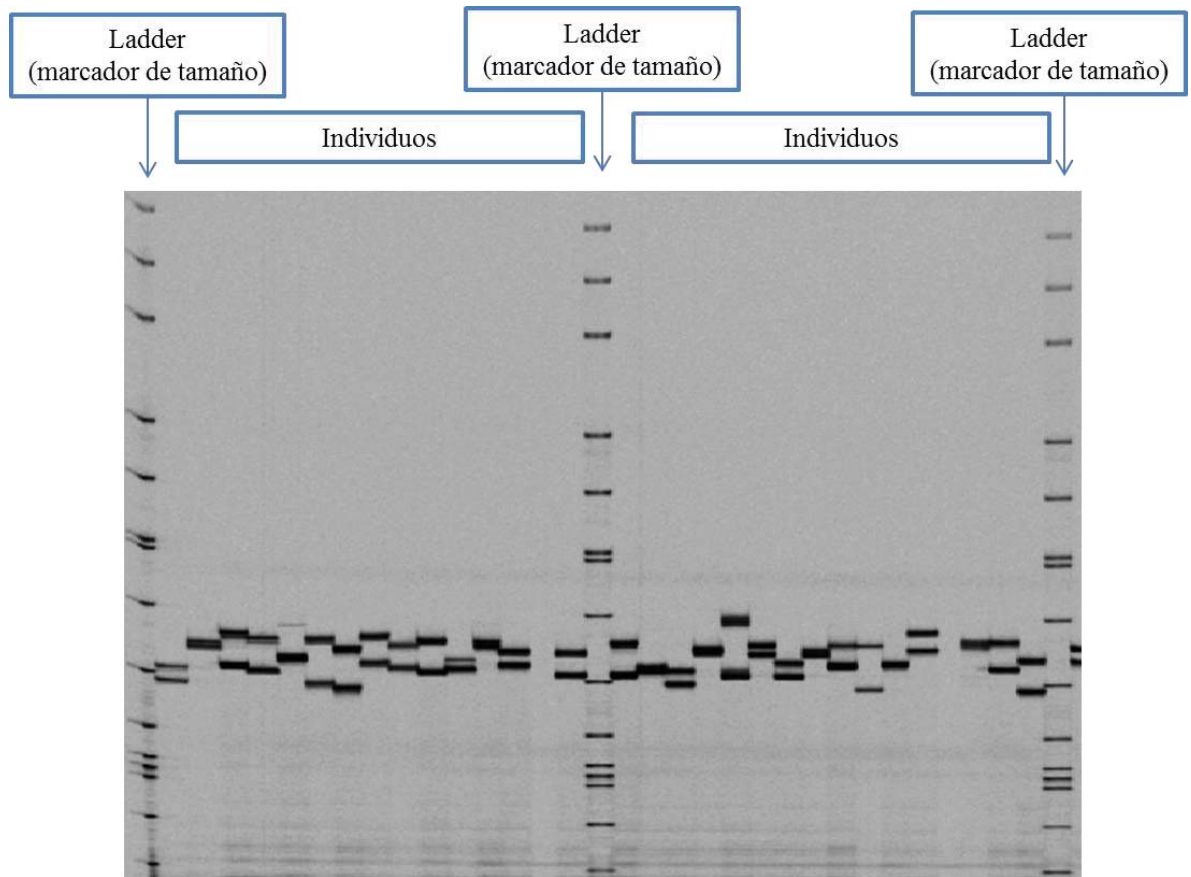 Ladder
(marcador de tamaño)
Ladder
(marcador de tamaño)
Ladder
(marcador de tamaño)
Individuos
Individuos